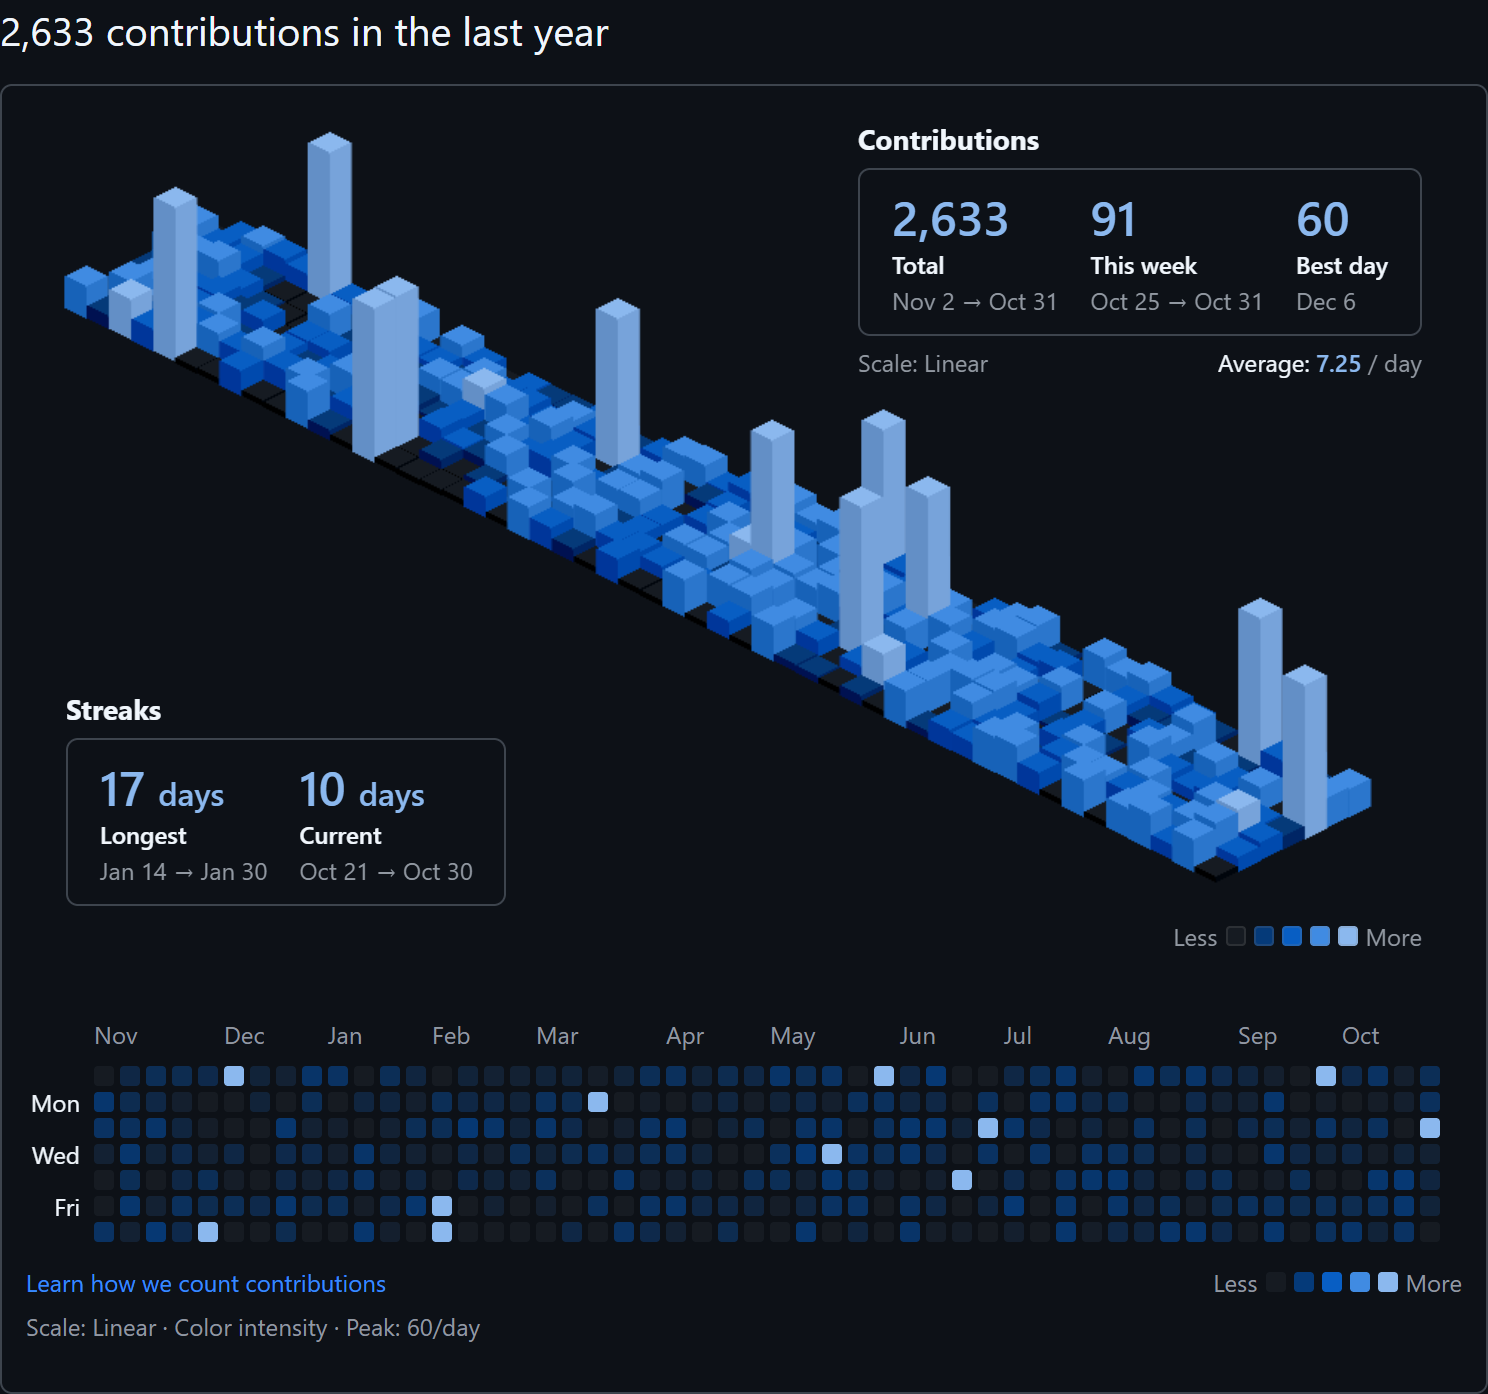 2,633 contributions in the last year
Contributions
2,633 91 60
Total This week Best day
Nov 2 → Oct 31 Oct 25 → Oct 31 Dec 6
Scale: Linear Average: 7.25 / day
Streaks
17 days 10 days
Longest Current
Jan 14 → Jan 30 Oct 21 → Oct 30
Less More
Nov Dec Jan Feb Mar Apr May Jun Jul Aug Sep Oct
Mon
Wed
Fri
Learn how we count contributions Less More
Scale: Linear · Color intensity · Peak: 60/day